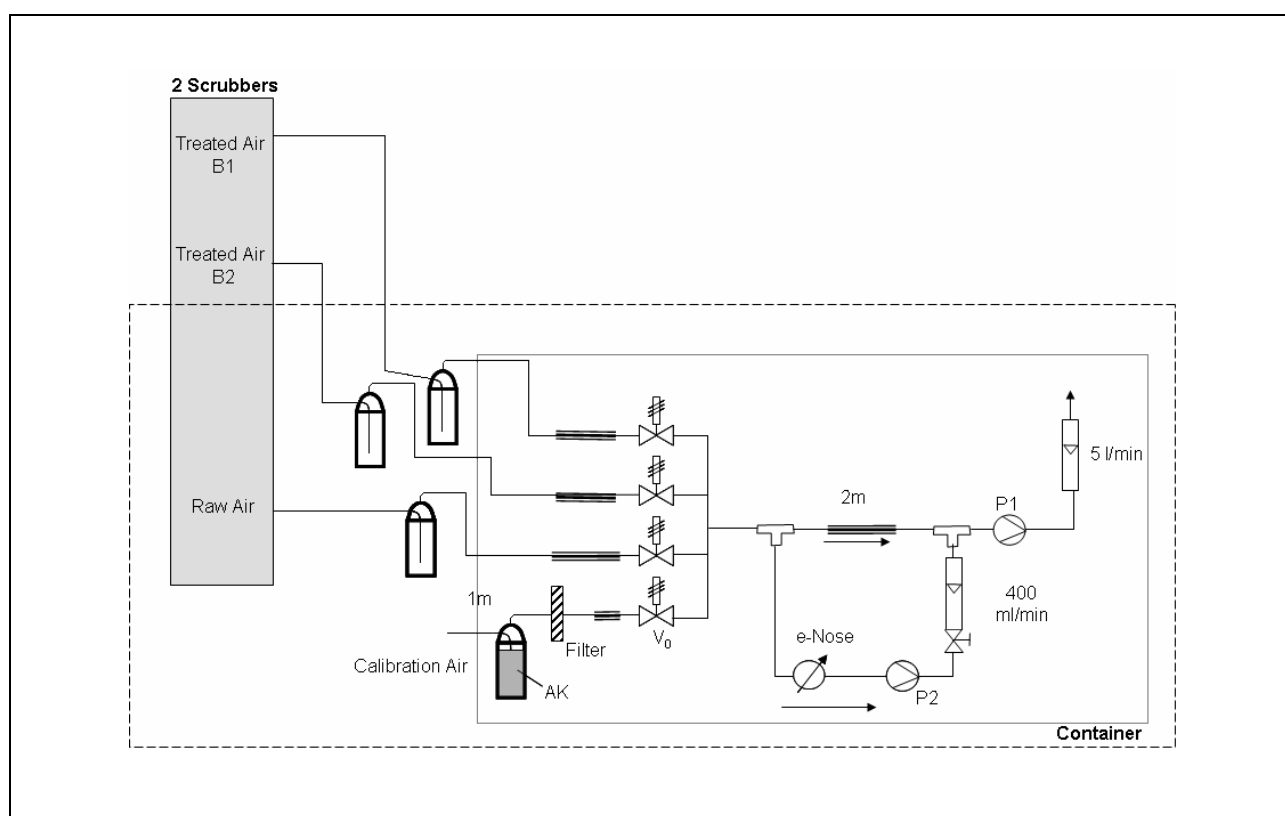 2 Scrubbers
Treated Air
B1
Treated Air
B2
Raw Air
1m
Calibration Air
AK
Filter
V0
2m
e-Nose
P2
P1
400
ml/min
5 l/min
Container